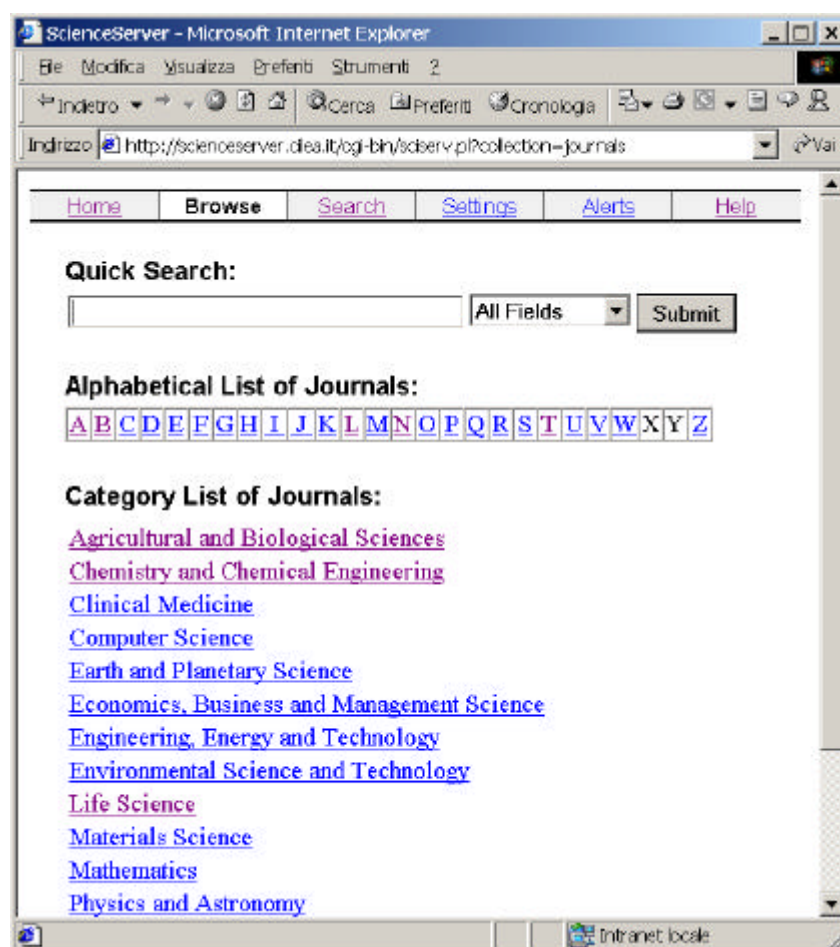 ScienceServer - Microsoft Internet Explorer
File Modifica Visualizza Preferiti Strumenti ?
Indietro Cerca Preferiti Cronologia
Indirizzo http://scienceserver.cilea.it/cgi-bin/sciserv.pl?collection=journals Vai
Home Browse Search Settings Alerts Help
Quick Search:
All Fields Submit
Alphabetical List of Journals:
A B C D E F G H I J K L M N O P Q R S T U V W X Y Z
Category List of Journals:
Agricultural and Biological Sciences
Chemistry and Chemical Engineering
Clinical Medicine
Computer Science
Earth and Planetary Science
Economics, Business and Management Science
Engineering, Energy and Technology
Environmental Science and Technology
Life Science
Materials Science
Mathematics
Physics and Astronomy
Intranet locale